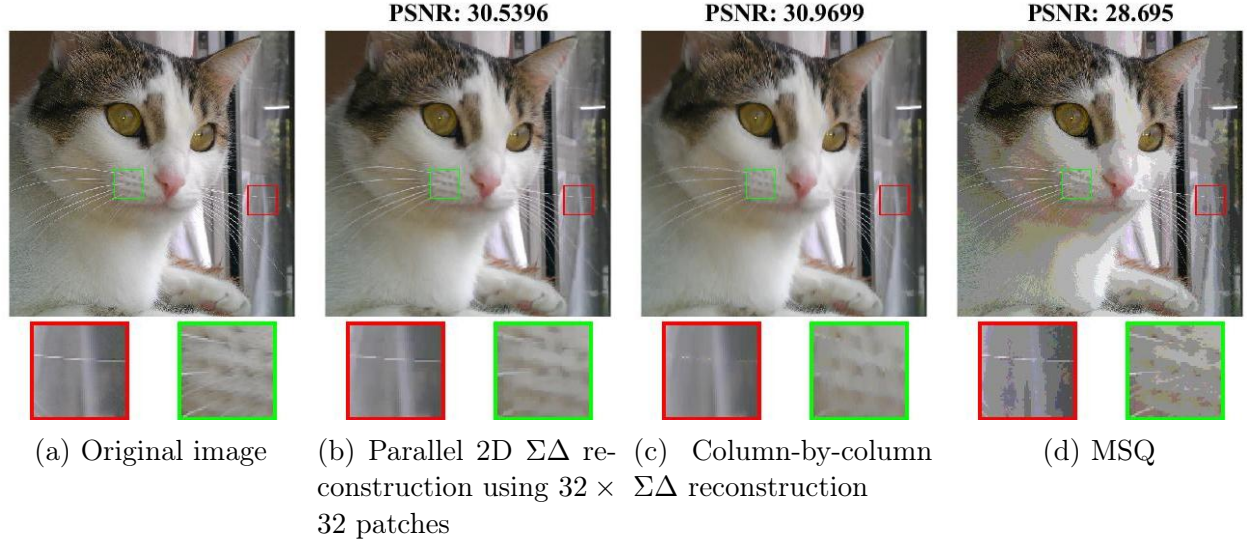 PSNR: 30.5396
PSNR: 30.9699
PSNR: 28.695
(a) Original image
(b) Parallel 2D ΣΔ re-
construction using 32 ×
32 patches
(c) Column-by-column
ΣΔ reconstruction
(d) MSQ